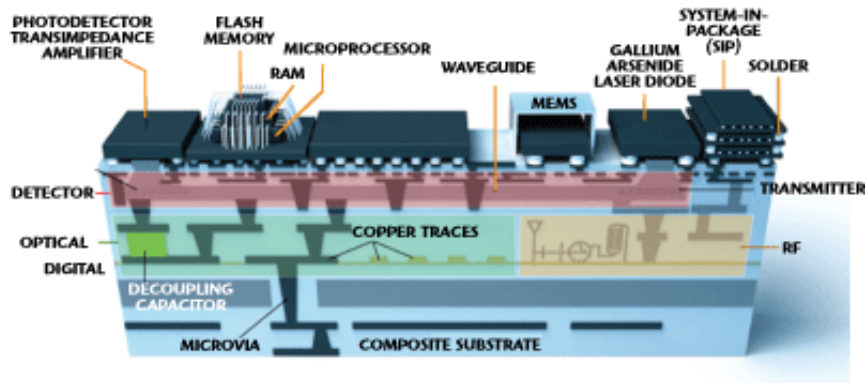 PHOTODETECTOR
TRANSIMPEDANCE
AMPLIFIER
FLASH
MEMORY
RAM
MICROPROCESSOR
WAVEGUIDE
MEMS
GALLIUM
ARSENIDE
LASER DIODE
SYSTEM-IN-
PACKAGE
(SIP)
SOLDER
DETECTOR
TRANSMITTER
OPTICAL
COPPER TRACES
RF
DIGITAL
DECOUPLING
CAPACITOR
MICROVIA
COMPOSITE SUBSTRATE